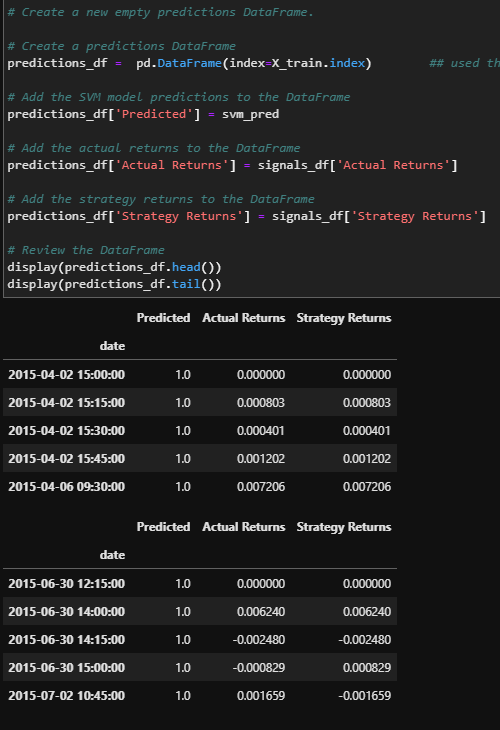 # Create a new empty predictions DataFrame.
# Create a predictions DataFrame
predictions_df =  pd.DataFrame(index=X_train.index)        ## used th
# Add the SVM model predictions to the DataFrame
predictions_df['Predicted'] = svm_pred
# Add the actual returns to the DataFrame
predictions_df['Actual Returns'] = signals_df['Actual Returns']
# Add the strategy returns to the DataFrame
predictions_df['Strategy Returns'] = signals_df['Strategy Returns']
# Review the DataFrame
display(predictions_df.head())
display(predictions_df.tail())
Predicted Actual Returns Strategy Returns
date
2015-04-02 15:00:00 1.0 0.000000 0.000000
2015-04-02 15:15:00 1.0 0.000803 0.000803
2015-04-02 15:30:00 1.0 0.000401 0.000401
2015-04-02 15:45:00 1.0 0.001202 0.001202
2015-04-06 09:30:00 1.0 0.007206 0.007206
Predicted Actual Returns Strategy Returns
date
2015-06-30 12:15:00 1.0 0.000000 0.000000
2015-06-30 14:00:00 1.0 0.006240 0.006240
2015-06-30 14:15:00 1.0 -0.002480 -0.002480
2015-06-30 15:00:00 1.0 -0.000829 0.000829
2015-07-02 10:45:00 1.0 0.001659 -0.001659